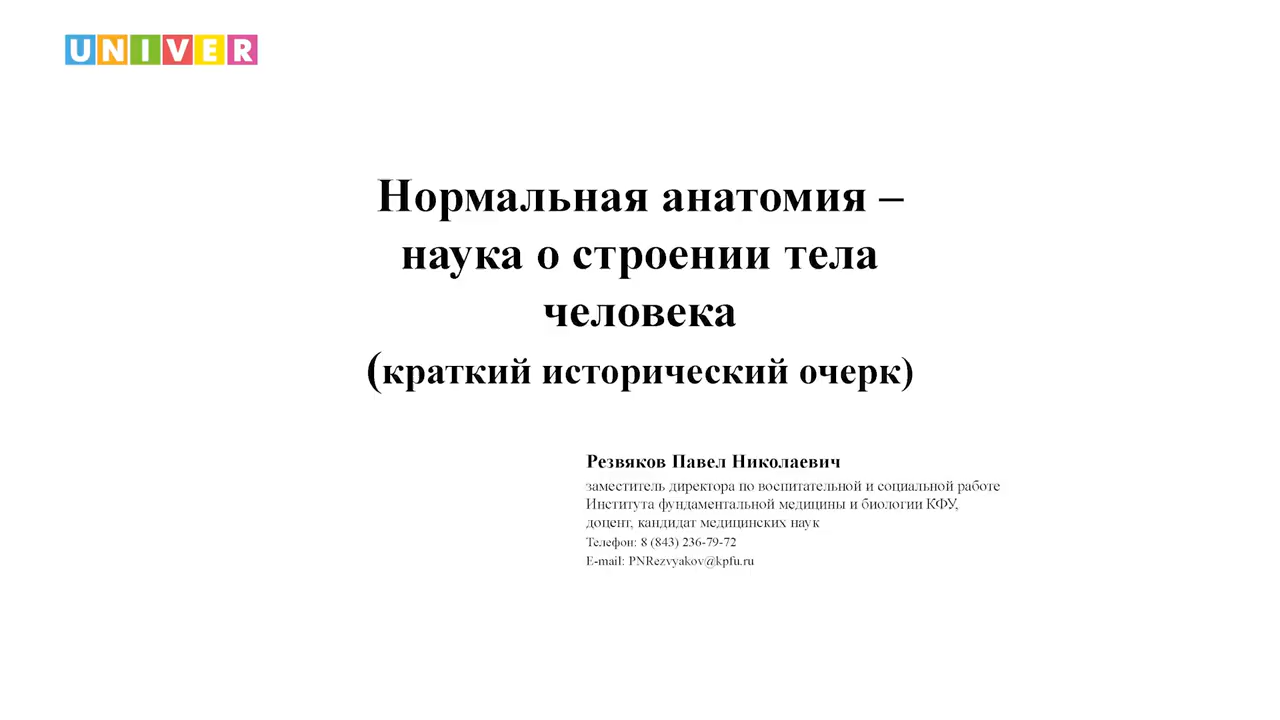 UNIVER
Нормальная анатомия –
наука о строении тела
человека
(краткий исторический очерк)
Резвяков Павел Николаевич
заместитель директора по воспитательной и социальной работе
Института фундаментальной медицины и биологии КФУ,
доцент, кандидат медицинских наук
Телефон: 8 (843) 236-79-72
E-mail: PNRezvyakov@kpfu.ru